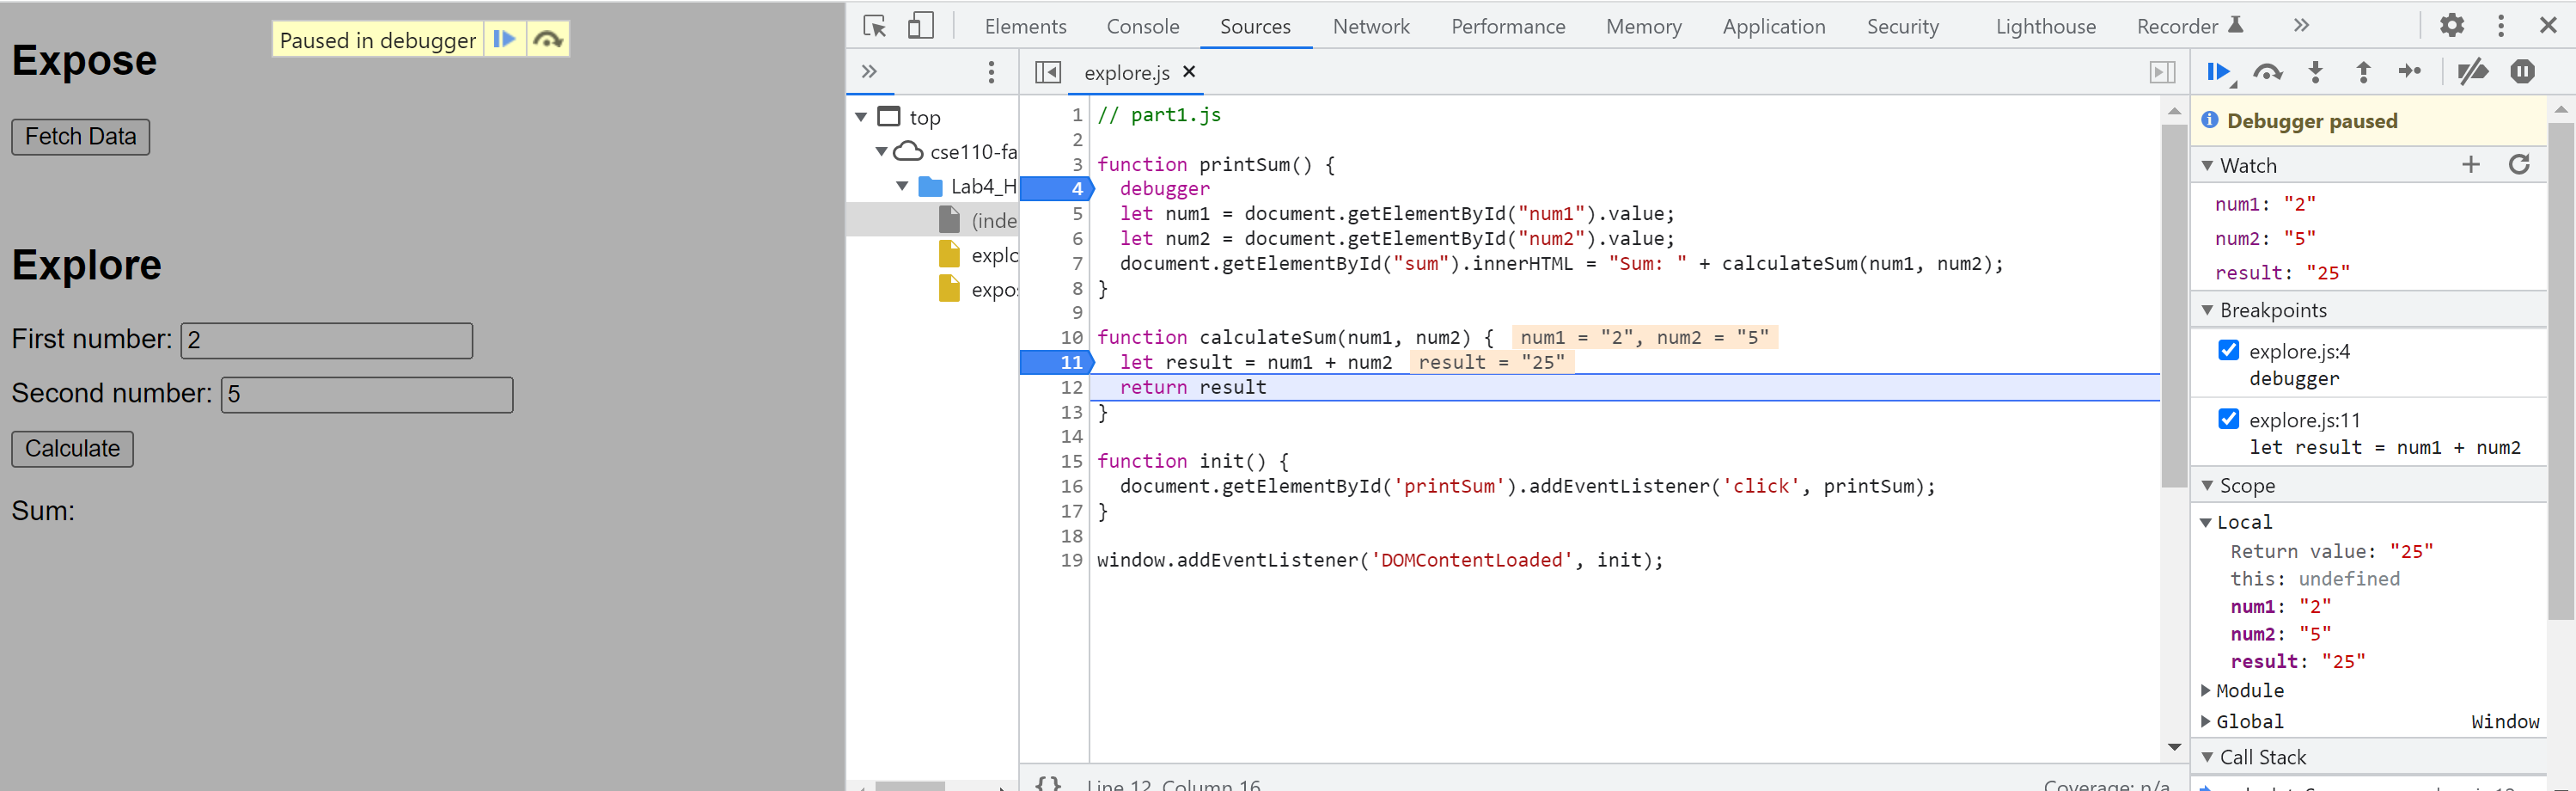 Paused in debugger
Expose
Fetch Data
Explore
First number: 2
Second number: 5
Calculate
Sum:
Elements Console Sources Network Performance Memory Application Security Lighthouse Recorder
explore.js
top
cse110-fa
Lab4_H
(inde
explo
expo
1 // part1.js
2
3 function printSum() {
4 debugger
5 let num1 = document.getElementById("num1").value;
6 let num2 = document.getElementById("num2").value;
7 document.getElementById("sum").innerHTML = "Sum: " + calculateSum(num1, num2);
8 }
9
10 function calculateSum(num1, num2) { num1 = "2", num2 = "5"
11 let result = num1 + num2 result = "25"
12 return result
13 }
14
15 function init() {
16 document.getElementById('printSum').addEventListener('click', printSum);
17 }
18
19 window.addEventListener('DOMContentLoaded', init);
{} Line 12, Column 16 Coverage: n/a
Debugger paused
Watch
num1: "2"
num2: "5"
result: "25"
Breakpoints
explore.js:4
debugger
explore.js:11
let result = num1 + num2
Scope
Local
Return value: "25"
this: undefined
num1: "2"
num2: "5"
result: "25"
Module
Global Window
Call Stack